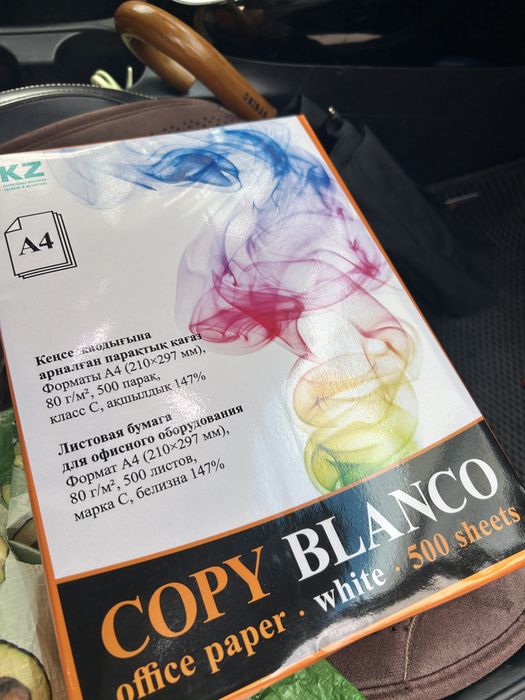 KZ
A4
Кеңсе жабдығына
арналған парақтық қағаз
Форматы А4 (210×297 мм),
80 г/м², 500 парақ,
класс С, ақшылдық 147%
Листовая бумага
для офисного оборудования
Формат А4 (210×297 мм),
80 г/м², 500 листов,
марка С, белизна 147%
COPY BLANCO
office paper · white · 500 sheets